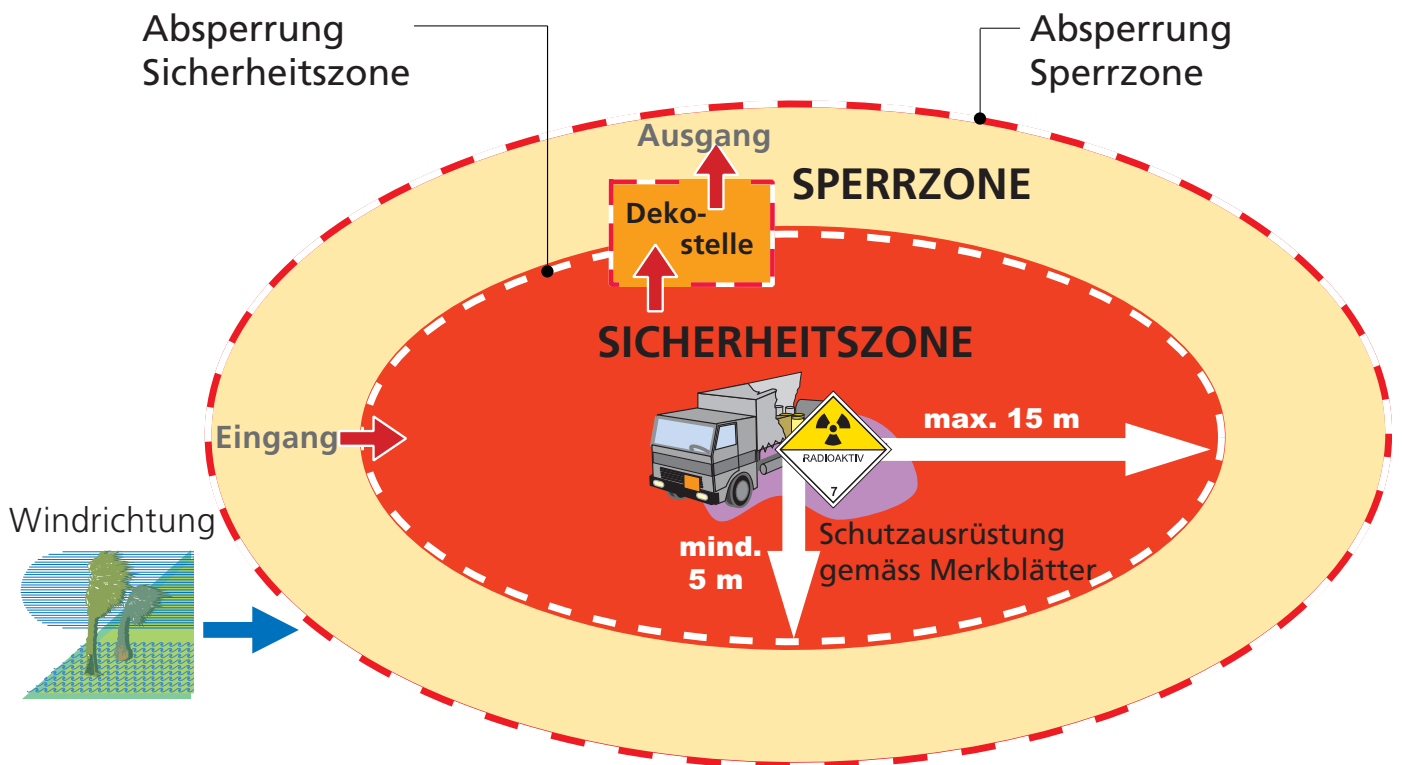 Absperrung
Sicherheitszone
Absperrung
Sperrzone
Ausgang
SPERRZONE
Deko-
stelle
SICHERHEITSZONE
Eingang
max. 15 m
RADIOAKTIV
7
Windrichtung
mind.
5 m
Schutzausrüstung
gemäss Merkblätter